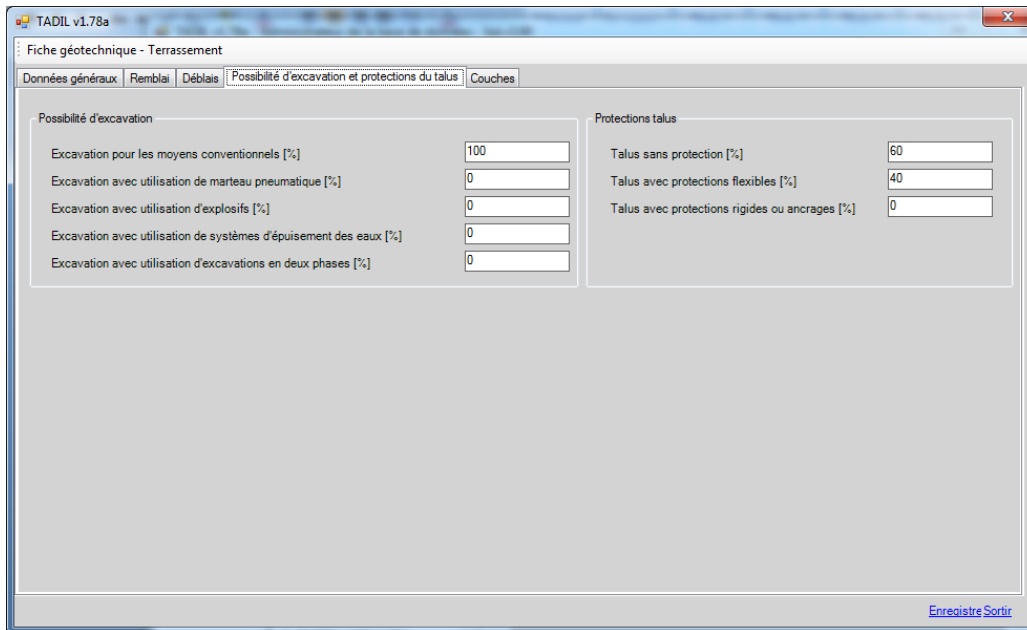 TADIL v1.78a
Fiche géotechnique - Terrassement
Données généraux Remblai Déblais Possibilité d'excavation et protections du talus Couches
Possibilité d'excavation
Excavation pour les moyens conventionnels [%] 100
Excavation avec utilisation de marteau pneumatique [%] 0
Excavation avec utilisation d'explosifs [%] 0
Excavation avec utilisation de systèmes d'épuisement des eaux [%] 0
Excavation avec utilisation d'excavations en deux phases [%] 0
Protections talus
Talus sans protection [%] 60
Talus avec protections flexibles [%] 40
Talus avec protections rigides ou ancrages [%] 0
Enregistre Sortir